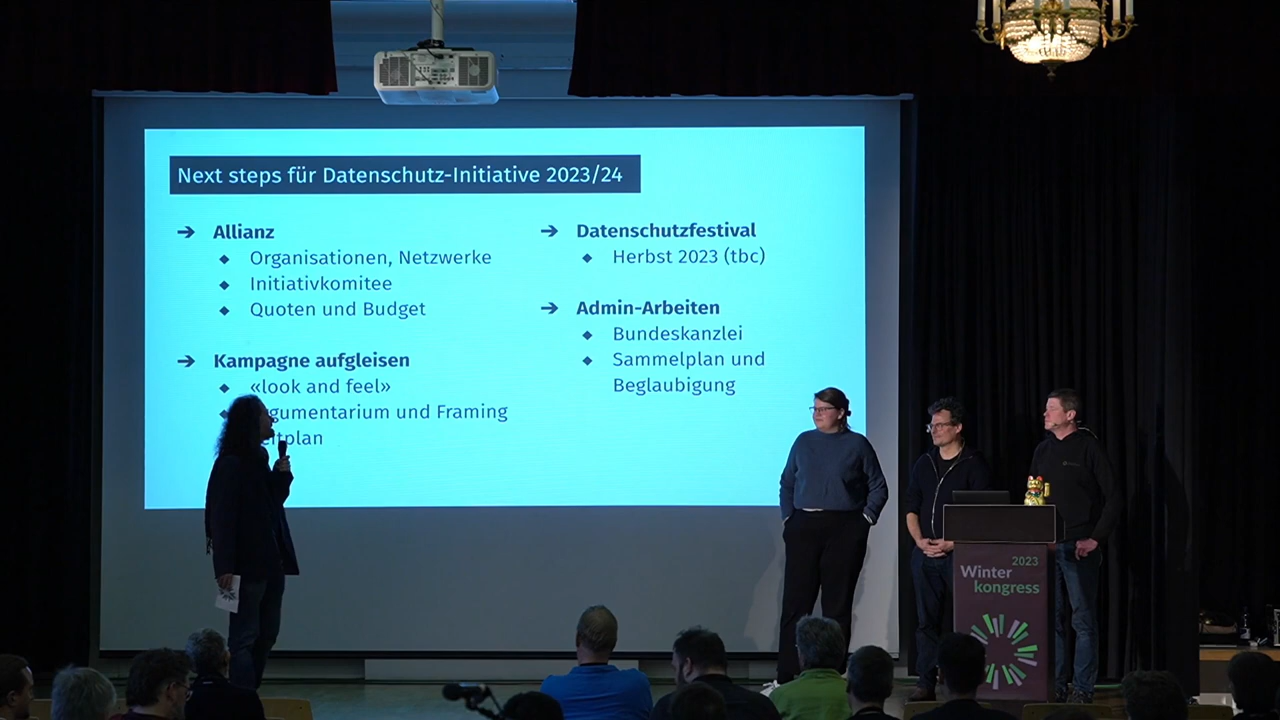 Next steps für Datenschutz-Initiative 2023/24
➔ Allianz
◆ Organisationen, Netzwerke
◆ Initiativkomitee
◆ Quoten und Budget
➔ Kampagne aufgleisen
◆ «look and feel»
◆ gumentarium und Framing
eitplan
➔ Datenschutzfestival
◆ Herbst 2023 (tbc)
➔ Admin-Arbeiten
◆ Bundeskanzlei
◆ Sammelplan und
Beglaubigung
2023
Winter
kongress